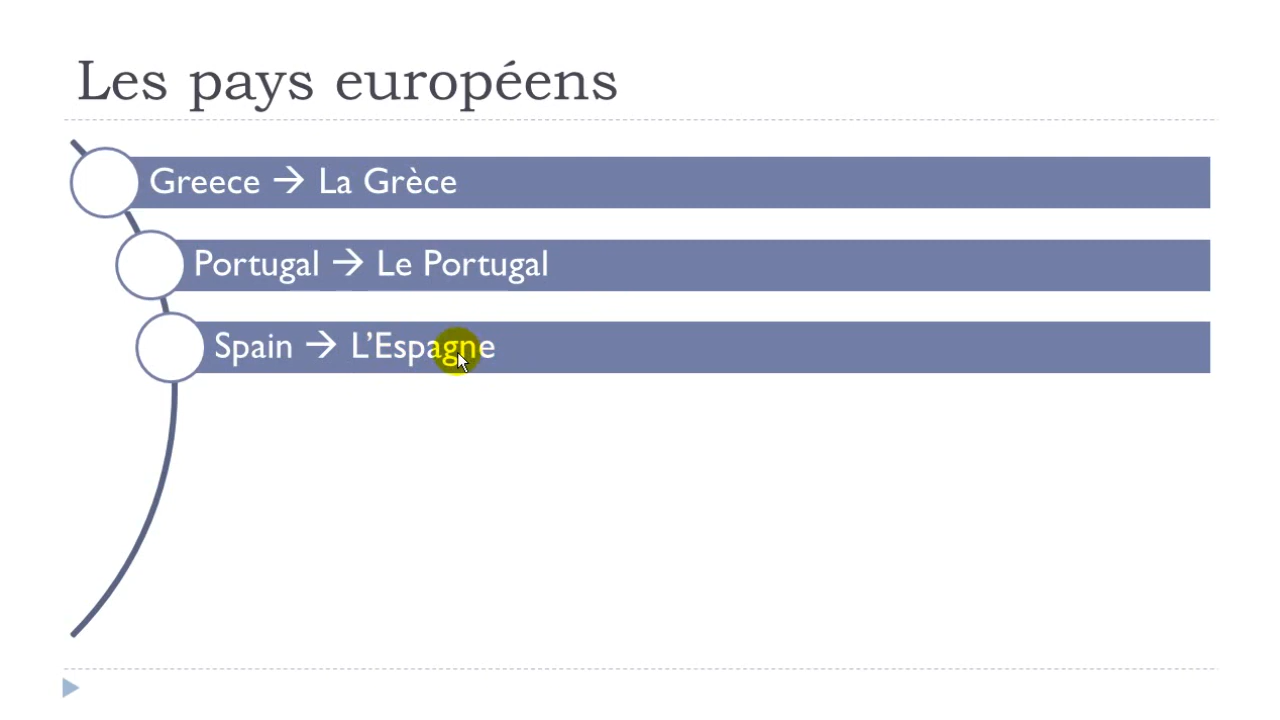 Les pays européens
Greece → La Grèce
Portugal → Le Portugal
Spain → L’Espagne